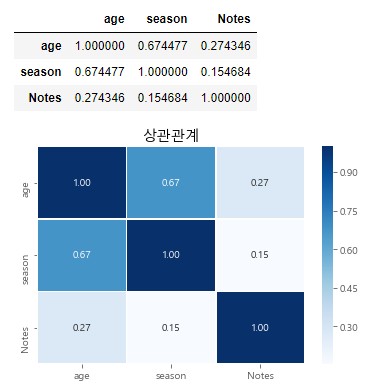 age season Notes
age 1.000000 0.674477 0.274346
season 0.674477 1.000000 0.154684
Notes 0.274346 0.154684 1.000000
상관관계
age 1.00 0.67 0.27
season 0.67 1.00 0.15
Notes 0.27 0.15 1.00
age season Notes
0.90
0.75
0.60
0.45
0.30